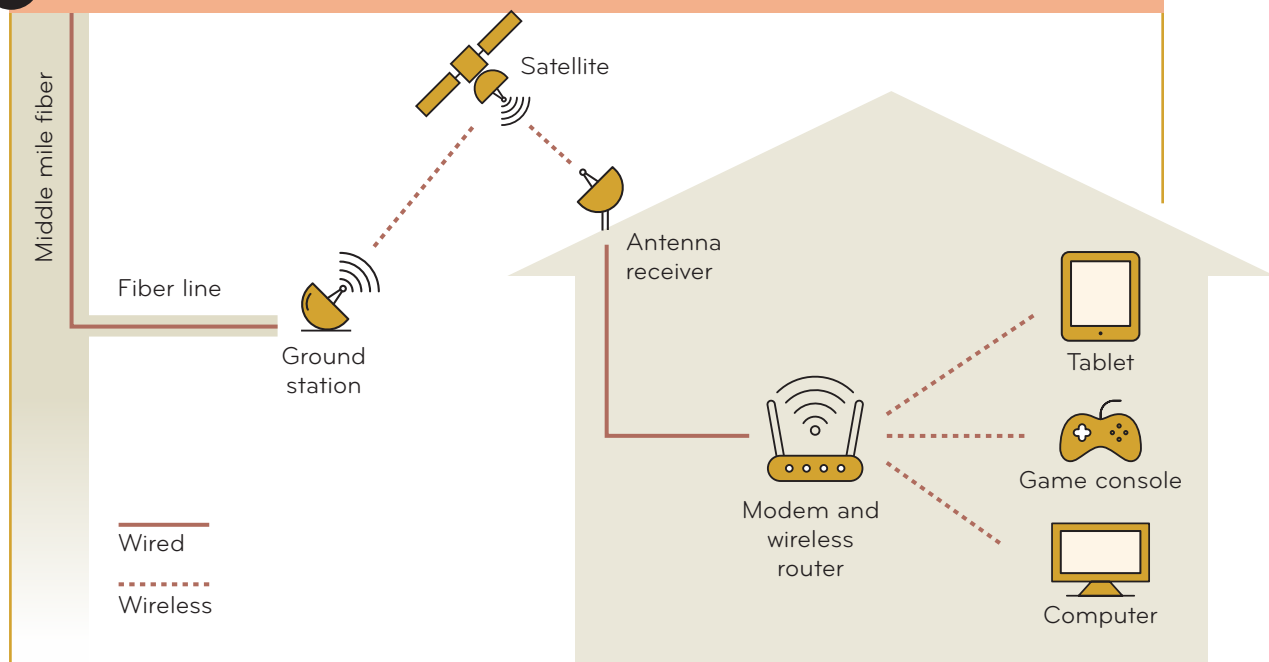 Middle mile fiber
Satellite
Antenna
receiver
Fiber line
Ground
station
Tablet
Game console
Modem and
wireless
router
Wired
Wireless
Computer